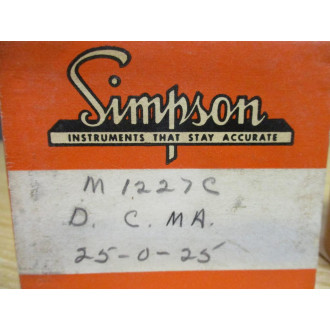 Simpson
INSTRUMENTS THAT STAY ACCURATE
M 1227C
D. C. MA.
25-0-25